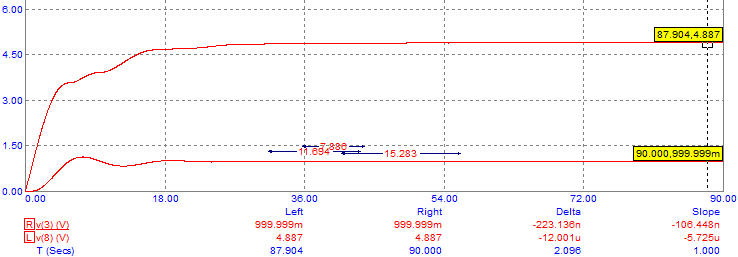 6.00
87.904,4.887
4.50
3.00
1.50
7.886
11.694
15.283
90.000,999.999m
0.00
0.00 18.00 36.00 54.00 72.00 90.00
Left Right Delta Slope
R v(3) (V) 999.999m 999.999m -223.136n -106.448n
L v(8) (V) 4.887 4.887 -12.001u -5.725u
T (Secs) 87.904 90.000 2.096 1.000